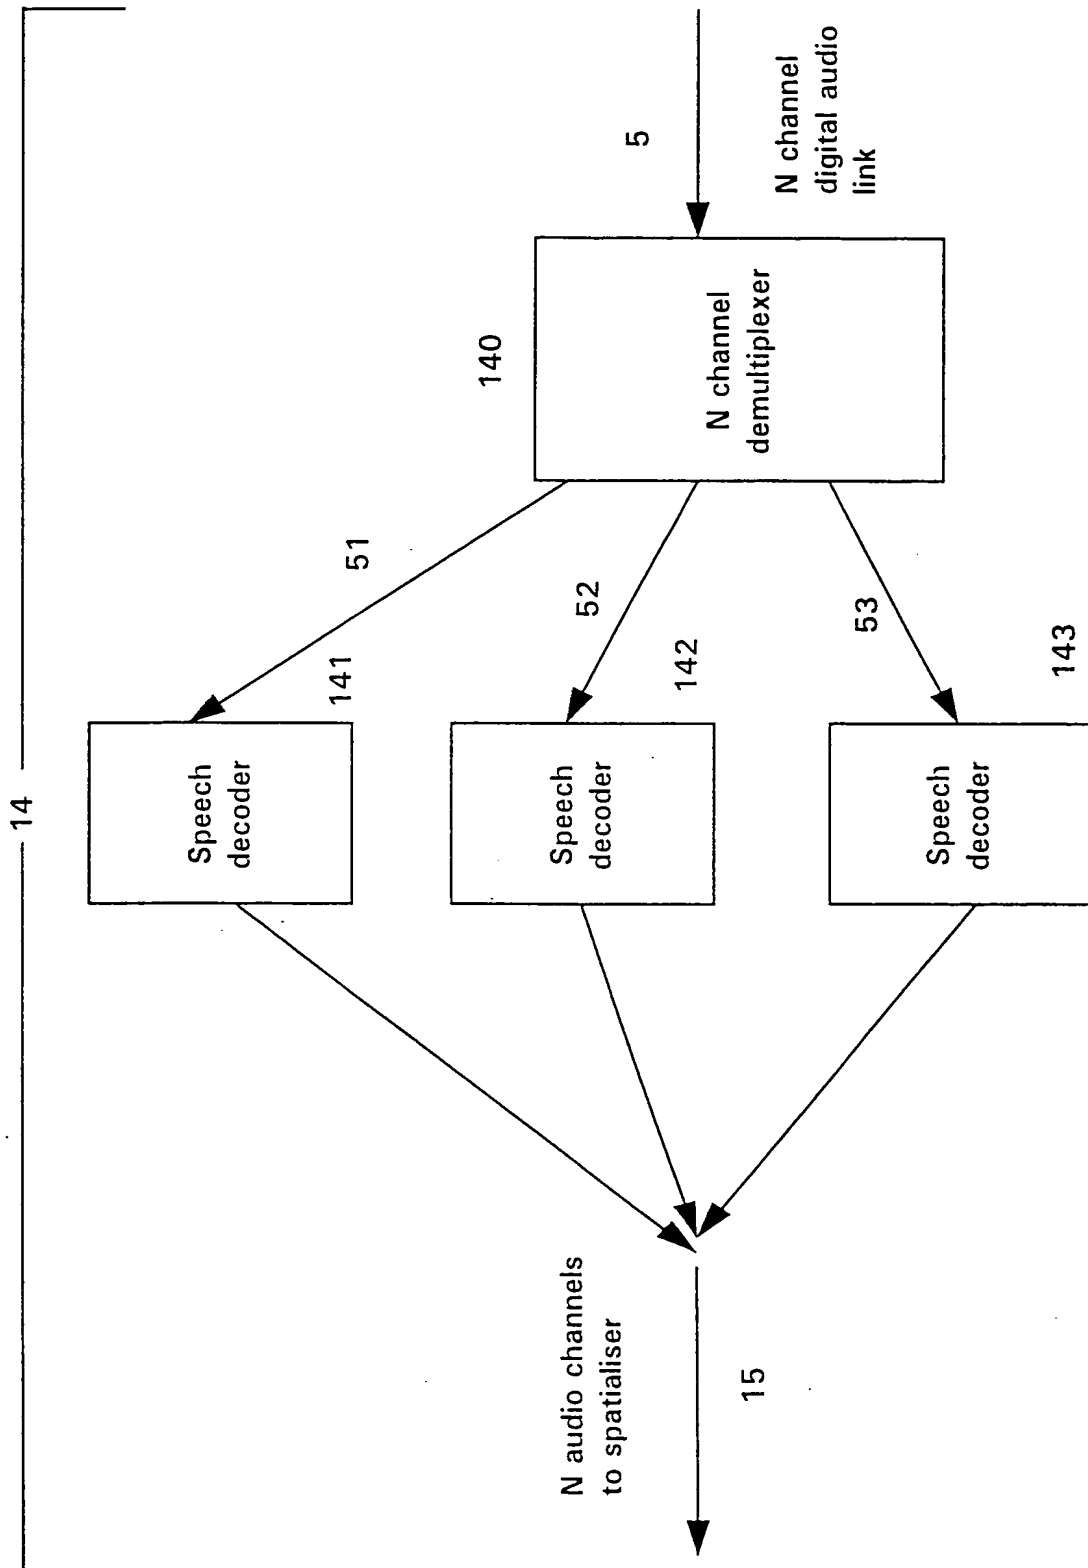 14
N channel
digital audio
link
5
140
N channel
demultiplexer
51
52
53
141
142
143
Speech
decoder
Speech
decoder
Speech
decoder
N audio channels
to spatialiser
15